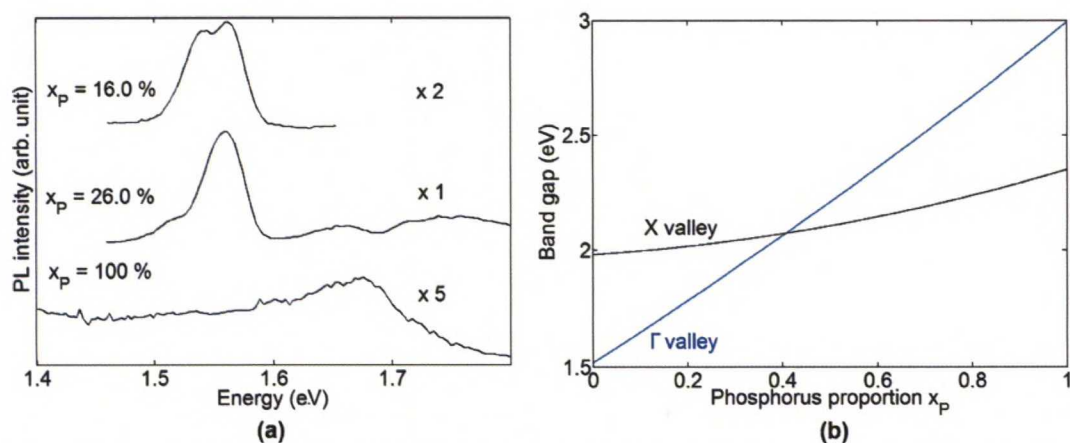 PL intensity (arb. unit)
x_P = 16.0 %
x 2
x_P = 26.0 %
x 1
x_P = 100 %
x 5
1.4
1.5
1.6
1.7
Energy (eV)
(a)
Band gap (eV)
3
2.5
2
1.5
X valley
Γ valley
0
0.2
0.4
0.6
0.8
1
Phosphorus proportion x_P
(b)